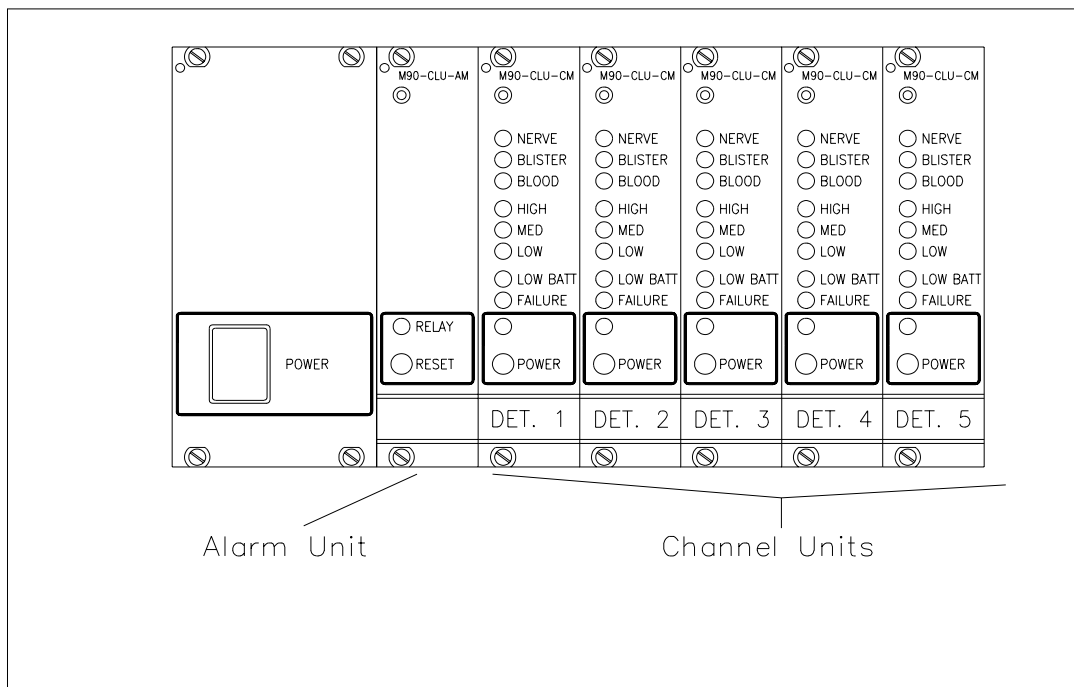 M90-CLU-AM M90-CLU-CM M90-CLU-CM M90-CLU-CM M90-CLU-CM M90-CLU-CM
NERVE NERVE NERVE NERVE NERVE
BLISTER BLISTER BLISTER BLISTER BLISTER
BLOOD BLOOD BLOOD BLOOD BLOOD
HIGH HIGH HIGH HIGH HIGH
MED MED MED MED MED
LOW LOW LOW LOW LOW
LOW BATT LOW BATT LOW BATT LOW BATT LOW BATT
FAILURE FAILURE FAILURE FAILURE FAILURE
RELAY
POWER RESET POWER POWER POWER POWER POWER
DET. 1 DET. 2 DET. 3 DET. 4 DET. 5
Alarm Unit Channel Units